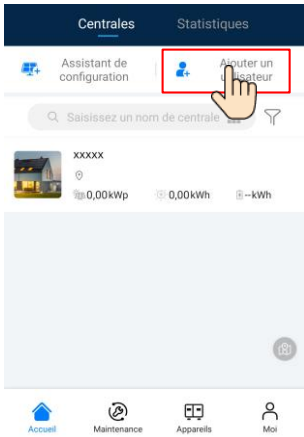 Centrales Statistiques
Assistant de configuration
Ajouter un utilisateur
Saisissez un nom de centrale
xxxxx
0,00kWp 0,00kWh --kWh
Accueil Maintenance Appareils Moi